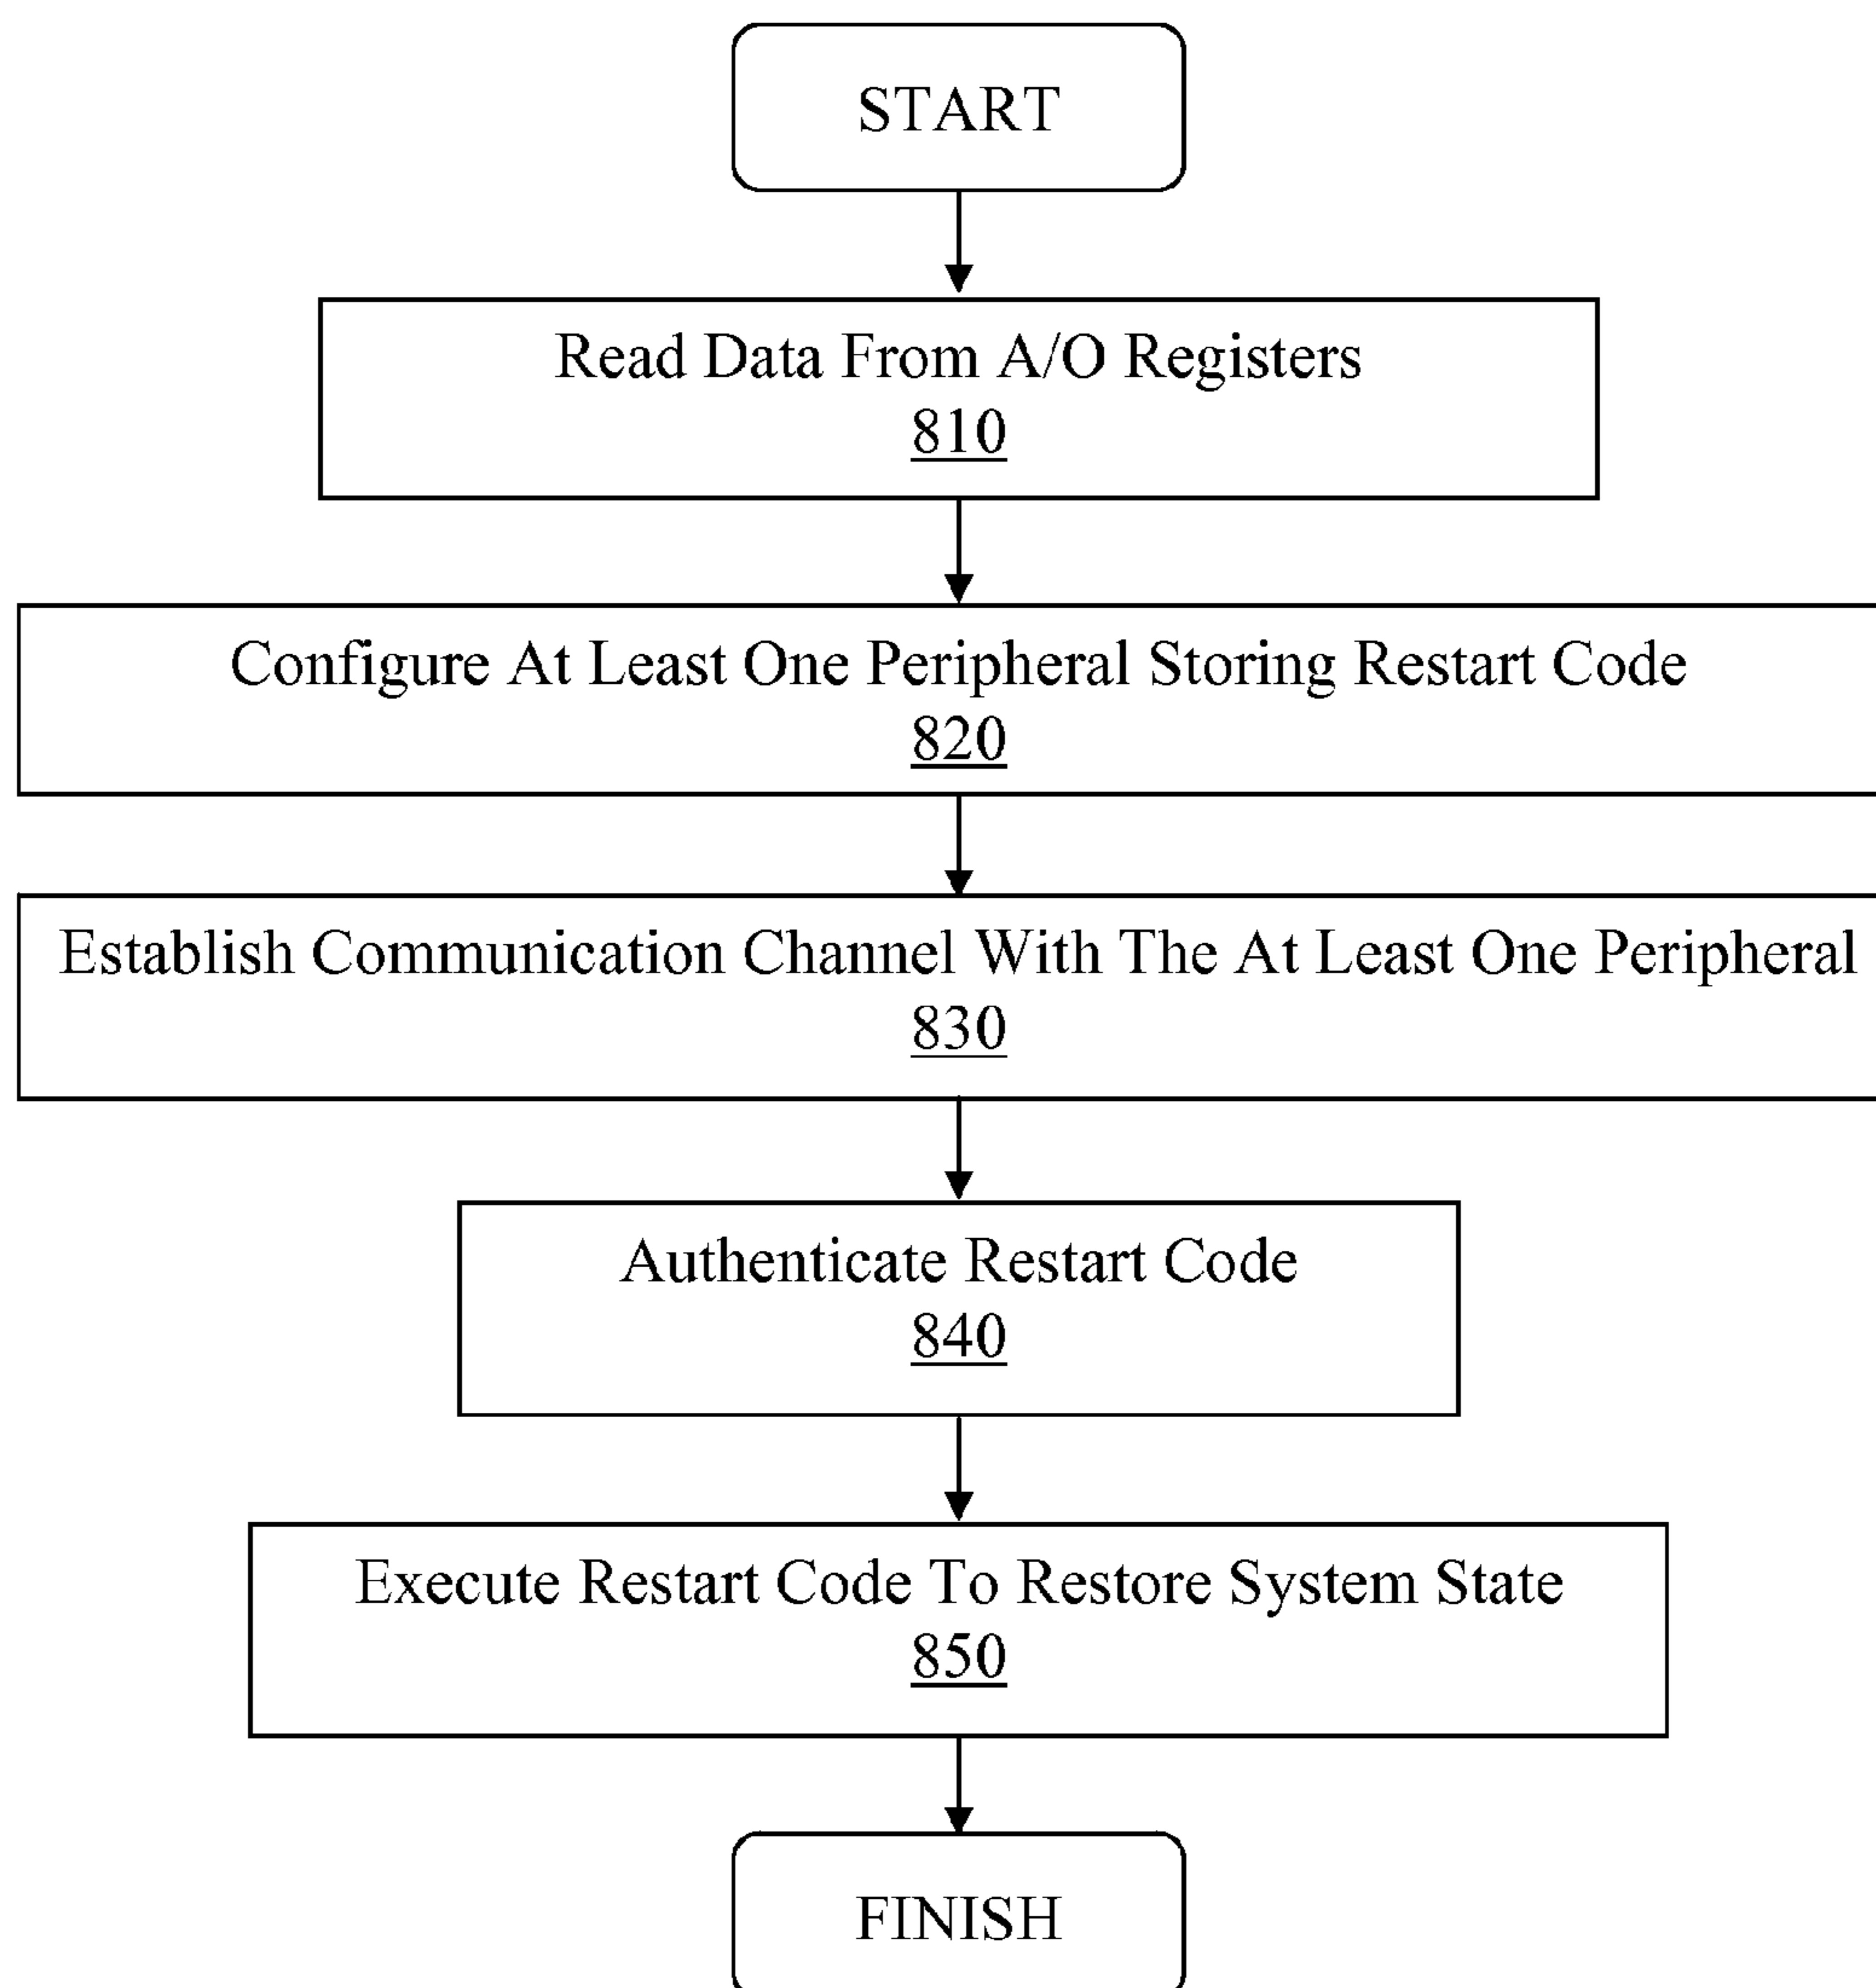 START
Read Data From A/O Registers
810
Configure At Least One Peripheral Storing Restart Code
820
Establish Communication Channel With The At Least One Peripheral
830
Authenticate Restart Code
840
Execute Restart Code To Restore System State
850
FINISH